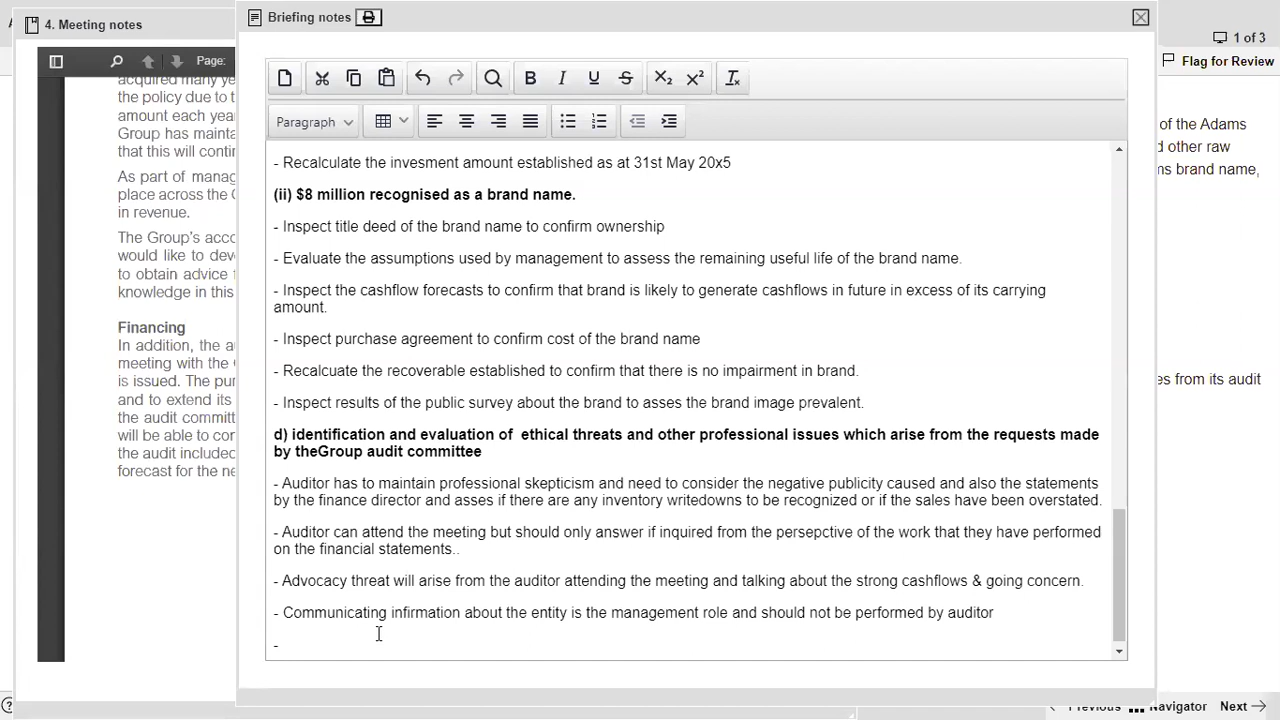 4. Meeting notes
Page:
acquired many ye
the policy due to t
amount each yea
Group has mainta
that this will conti
As part of manag
place across the G
in revenue.
The Group's acco
would like to deve
to obtain advice f
knowledge in this
Financing
In addition, the a
meeting with the G
is issued. The pur
and to extend its
the audit committ
will be able to con
the audit included
forecast for the ne
Briefing notes
Paragraph
- Recalculate the invesment amount established as at 31st May 20x5
(ii) $8 million recognised as a brand name.
- Inspect title deed of the brand name to confirm ownership
- Evaluate the assumptions used by management to assess the remaining useful life of the brand name.
- Inspect the cashflow forecasts to confirm that brand is likely to generate cashflows in future in excess of its carrying
amount.
- Inspect purchase agreement to confirm cost of the brand name
- Recalcuate the recoverable established to confirm that there is no impairment in brand.
- Inspect results of the public survey about the brand to asses the brand image prevalent.
d) identification and evaluation of  ethical threats and other professional issues which arise from the requests made
by theGroup audit committee
- Auditor has to maintain professional skepticism and need to consider the negative publicity caused and also the statements
by the finance director and asses if there are any inventory writedowns to be recognized or if the sales have been overstated.
- Auditor can attend the meeting but should only answer if inquired from the persepctive of the work that they have performed
on the financial statements..
- Advocacy threat will arise from the auditor attending the meeting and talking about the strong cashflows & going concern.
- Communicating infirmation about the entity is the management role and should not be performed by auditor
-
1 of 3
Flag for Review
of the Adams
d other raw
ms brand name,
es from its audit
Previous
Navigator
Next